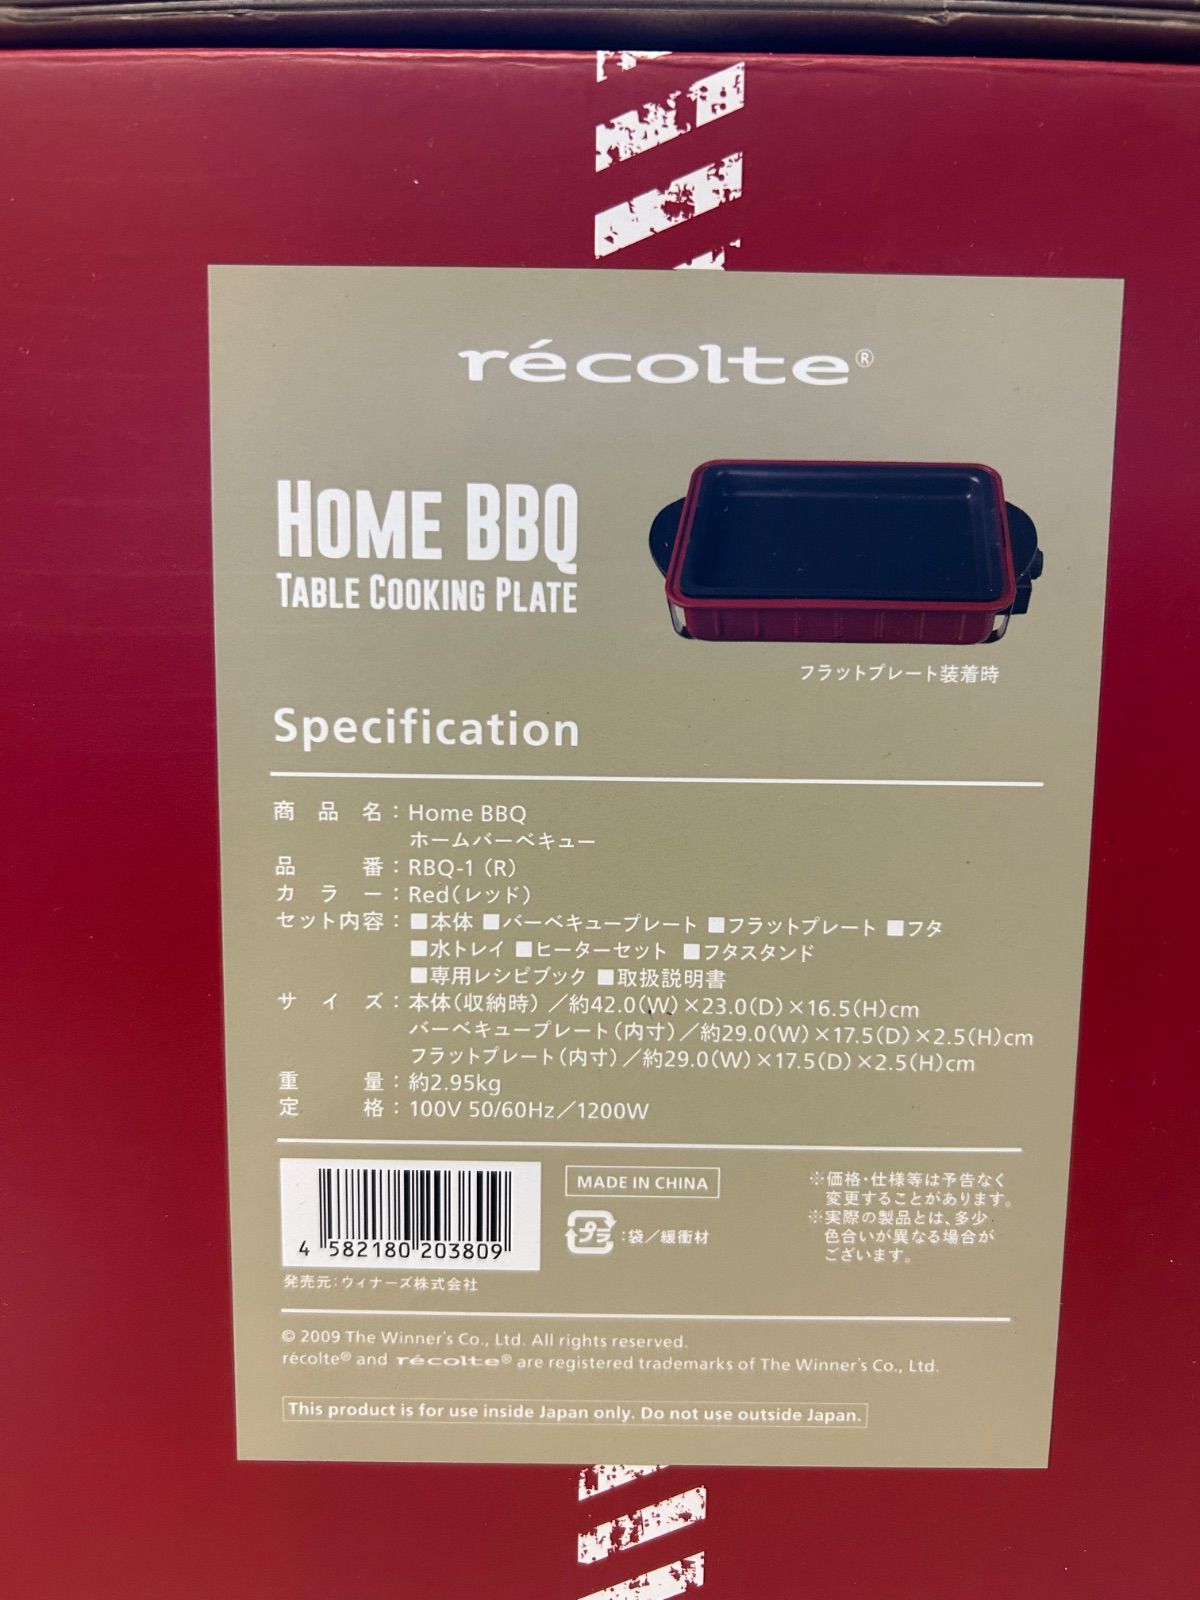 récolte®
HOME BBQ
TABLE COOKING PLATE
フラットプレート装着時
Specification
商品名：Home BBQ
ホームバーベキュー
品番：RBQ-1（R）
カラー：Red（レッド）
セット内容：■本体 ■バーベキュープレート ■フラットプレート ■フタ
■水トレイ ■ヒーターセット ■フタスタンド
■専用レシピブック ■取扱説明書
サイズ：本体（収納時）／約42.0（W）×23.0（D）×16.5（H）cm
バーベキュープレート（内寸）／約29.0（W）×17.5（D）×2.5（H）cm
フラットプレート（内寸）／約29.0（W）×17.5（D）×2.5（H）cm
重量：約2.95kg
定格：100V 50/60Hz／1200W
4 582180 203809
発売元：ウィナーズ株式会社
MADE IN CHINA
プラ：袋／緩衝材
※価格・仕様等は予告なく
変更することがあります。
※実際の製品とは、多少
色合いが異なる場合が
ございます。
© 2009 The Winner's Co., Ltd. All rights reserved.
récolte® and récolte® are registered trademarks of The Winner's Co., Ltd.
This product is for use inside Japan only. Do not use outside Japan.